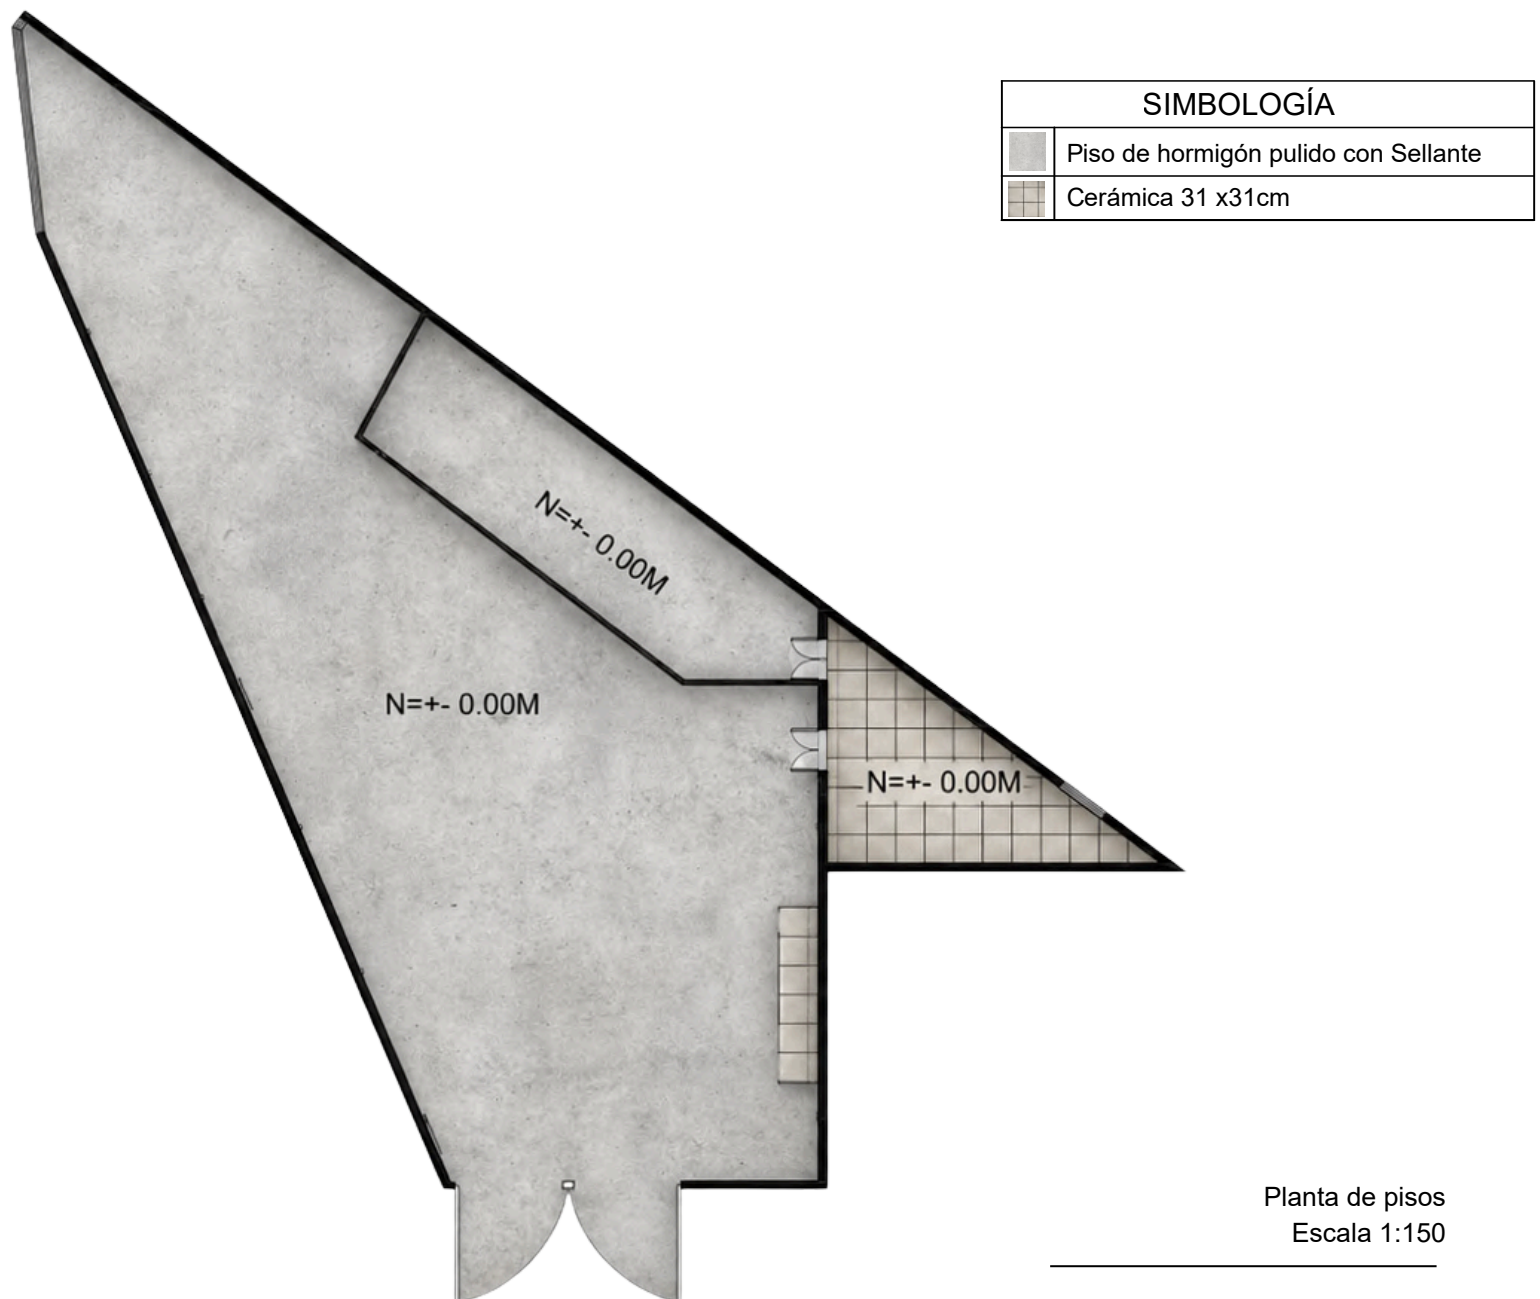 SIMBOLOGÍA
Piso de hormigón pulido con Sellante
Cerámica 31 x31cm
N=+- 0.00M
N=+- 0.00M
N=+- 0.00M
Planta de pisos
Escala 1:150